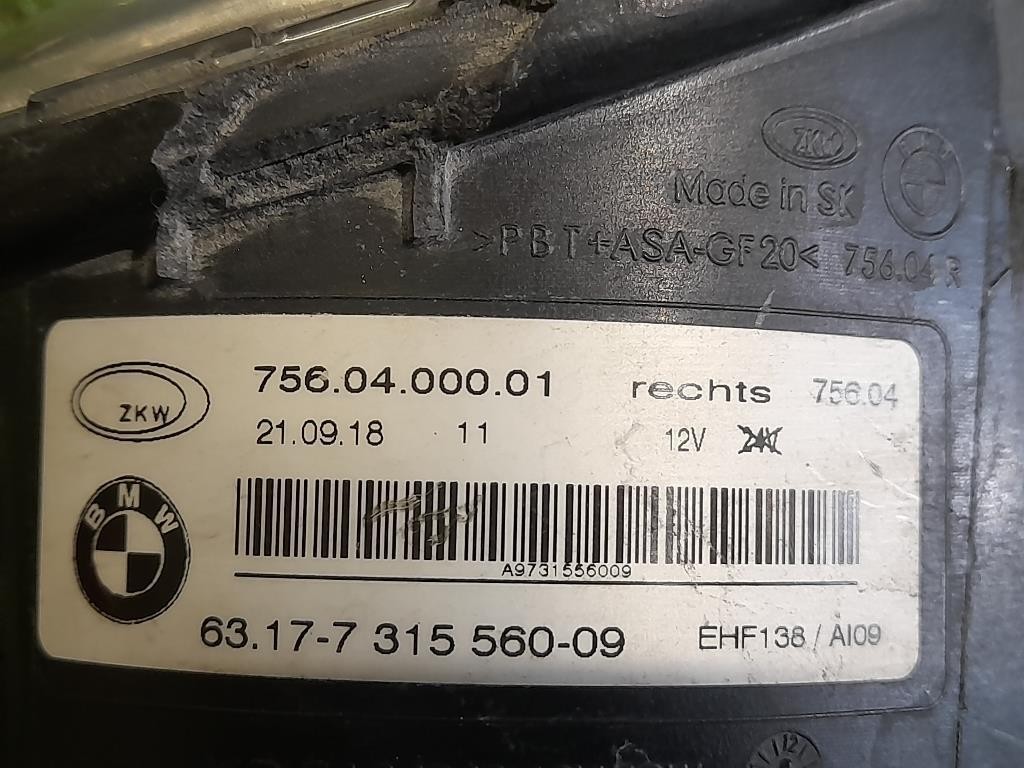 ZKW
Made in SK
>PBT+ASA-GF20< 756.04 R
ZKW
756.04.000.01 rechts 756.04
21.09.18 11 12V 24V
BMW
A9731556009
63.17-7 315 560-09 EHF138 / AI09
12